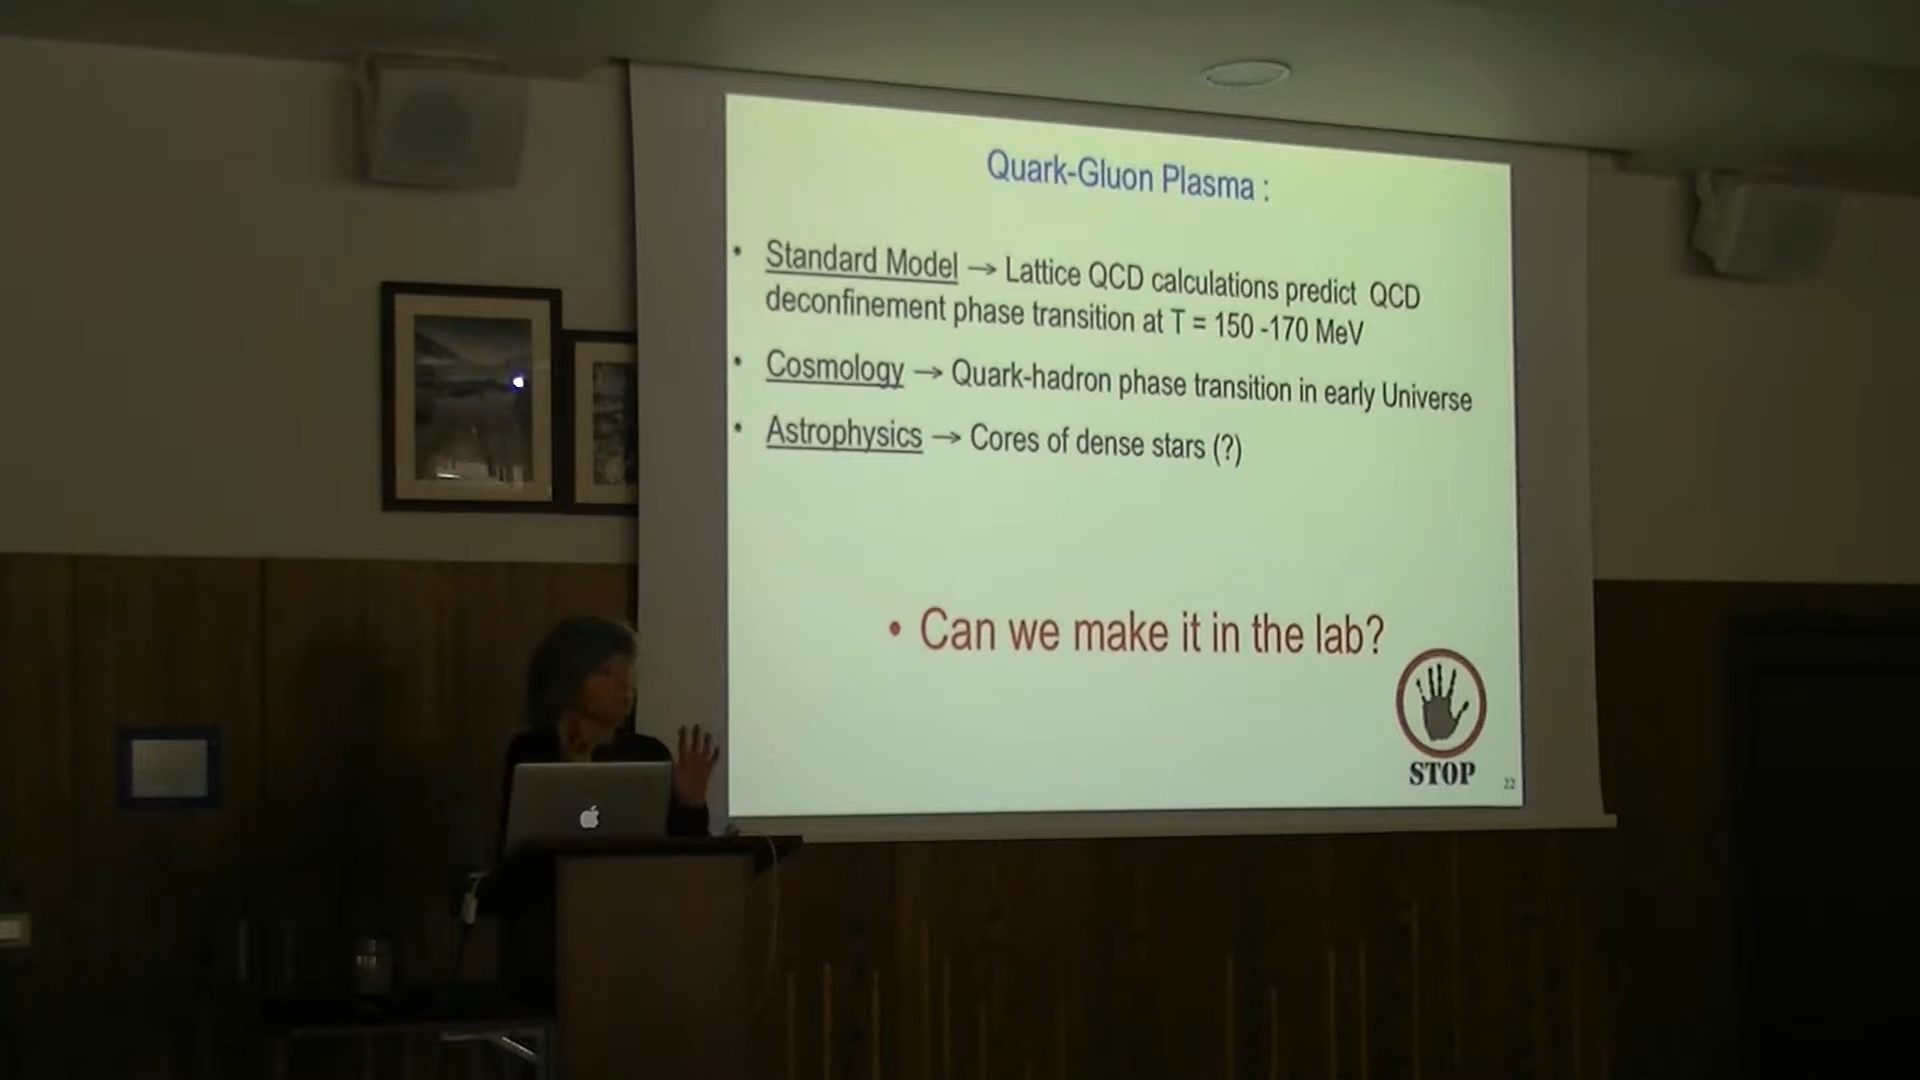 Quark-Gluon Plasma :
• Standard Model → Lattice QCD calculations predict QCD
deconfinement phase transition at T = 150 -170 MeV
• Cosmology → Quark-hadron phase transition in early Universe
• Astrophysics → Cores of dense stars (?)
• Can we make it in the lab?
STOP
22